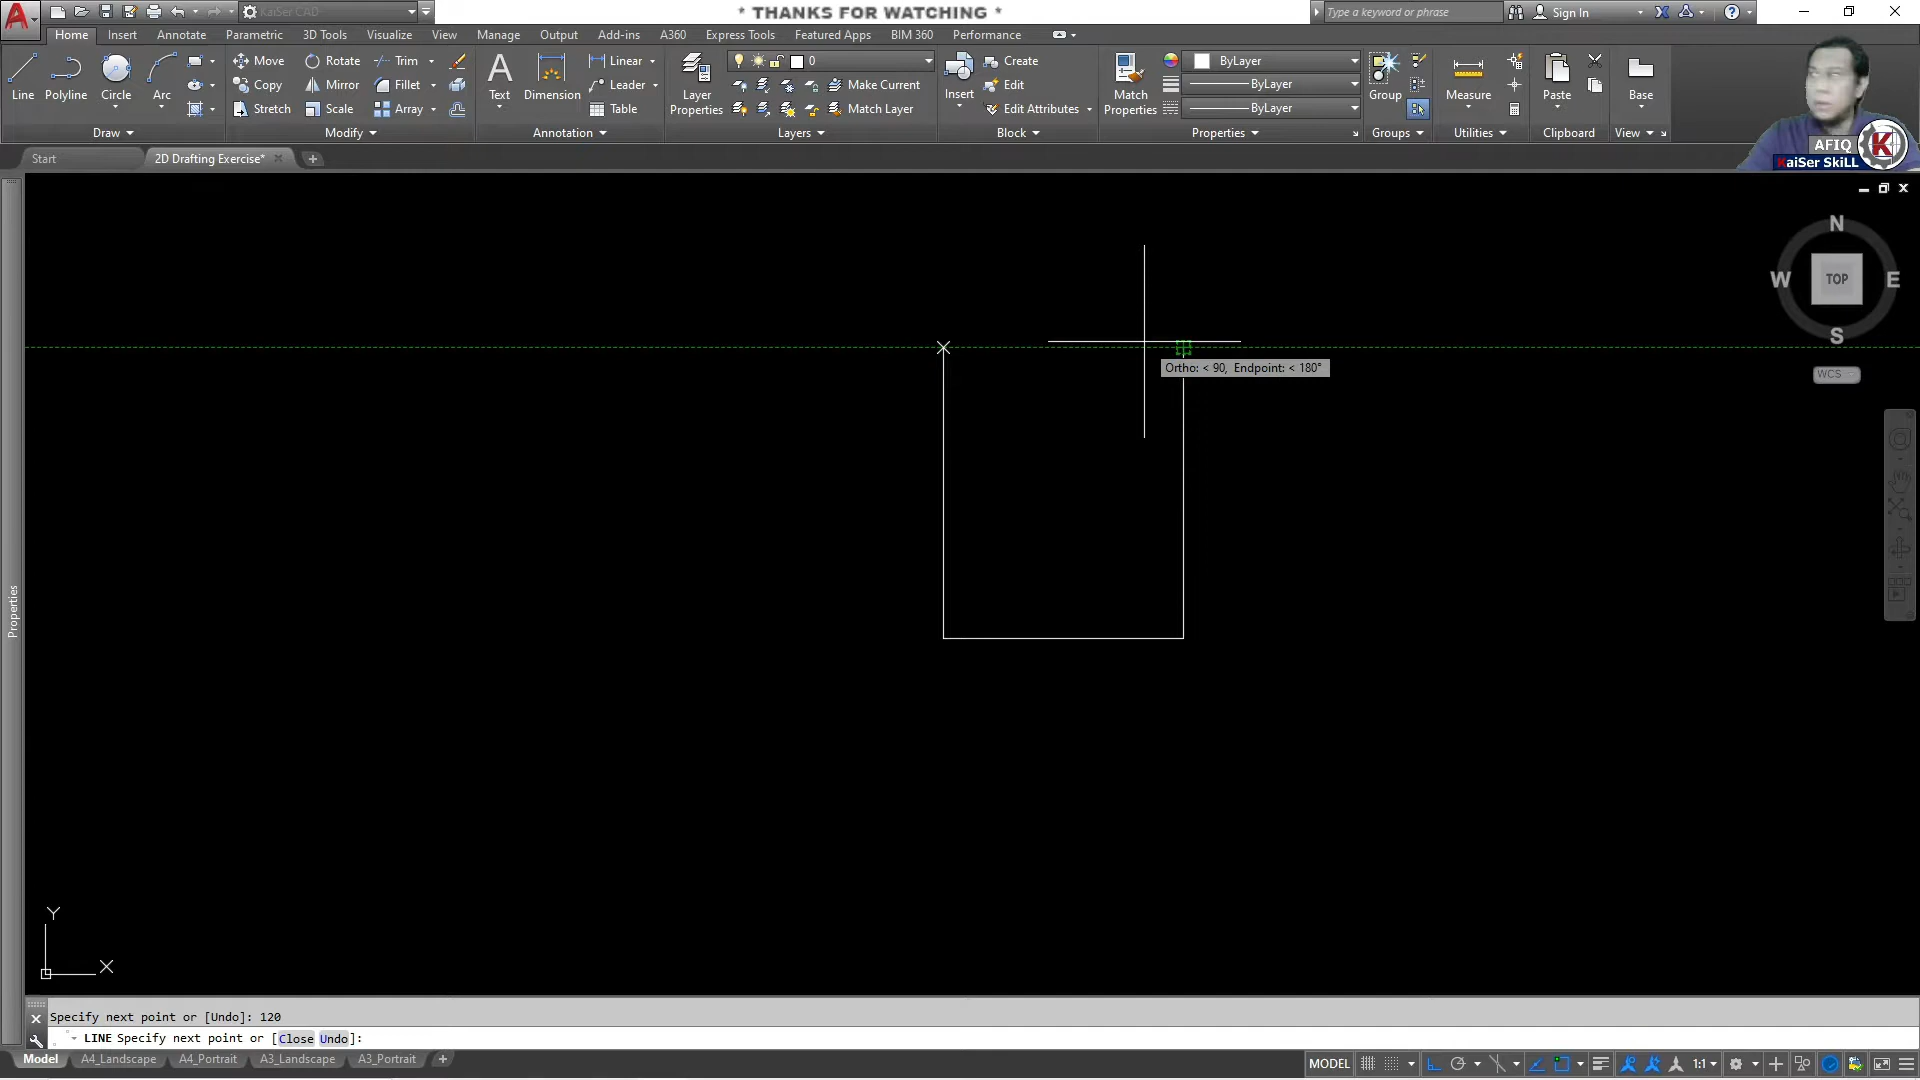 KaiSer CAD
* THANKS FOR WATCHING *
Type a keyword or phrase
Sign In
Home Insert Annotate Parametric 3D Tools Visualize View Manage Output Add-ins A360 Express Tools Featured Apps BIM 360 Performance
Line Polyline Circle Arc
Draw
Move Rotate Trim
Copy Mirror Fillet
Stretch Scale Array
Modify
Text Dimension
Linear
Leader
Table
Annotation
Layer Properties
0
Make Current
Match Layer
Layers
Insert
Create
Edit
Edit Attributes
Block
Match Properties
ByLayer
ByLayer
ByLayer
Properties
Group
Groups
Measure
Utilities
Paste
Clipboard
Base
View
AFIQ
KaiSer SkiLL
K
Start
2D Drafting Exercise*
N
W TOP E
S
WCS
Ortho: < 90, Endpoint: < 180°
Properties
Y
X
Specify next point or [Undo]: 120
LINE Specify next point or [Close Undo]:
Model A4_Landscape A4_Portrait A3_Landscape A3_Portrait
MODEL
1:1